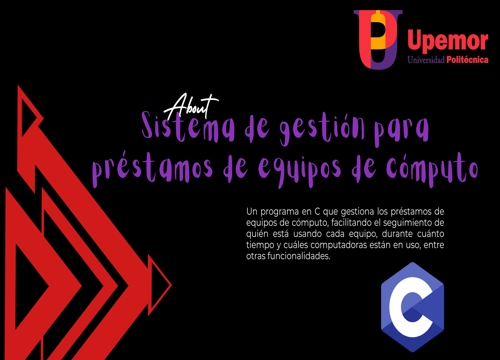 Upemor
Universidad Politécnica
About
Sistema de gestión para
préstamos de equipos de cómputo
Un programa en C que gestiona los préstamos de
equipos de cómputo, facilitando el seguimiento de
quién está usando cada equipo, durante cuánto
tiempo y cuáles computadoras están en uso, entre
otras funcionalidades.
C